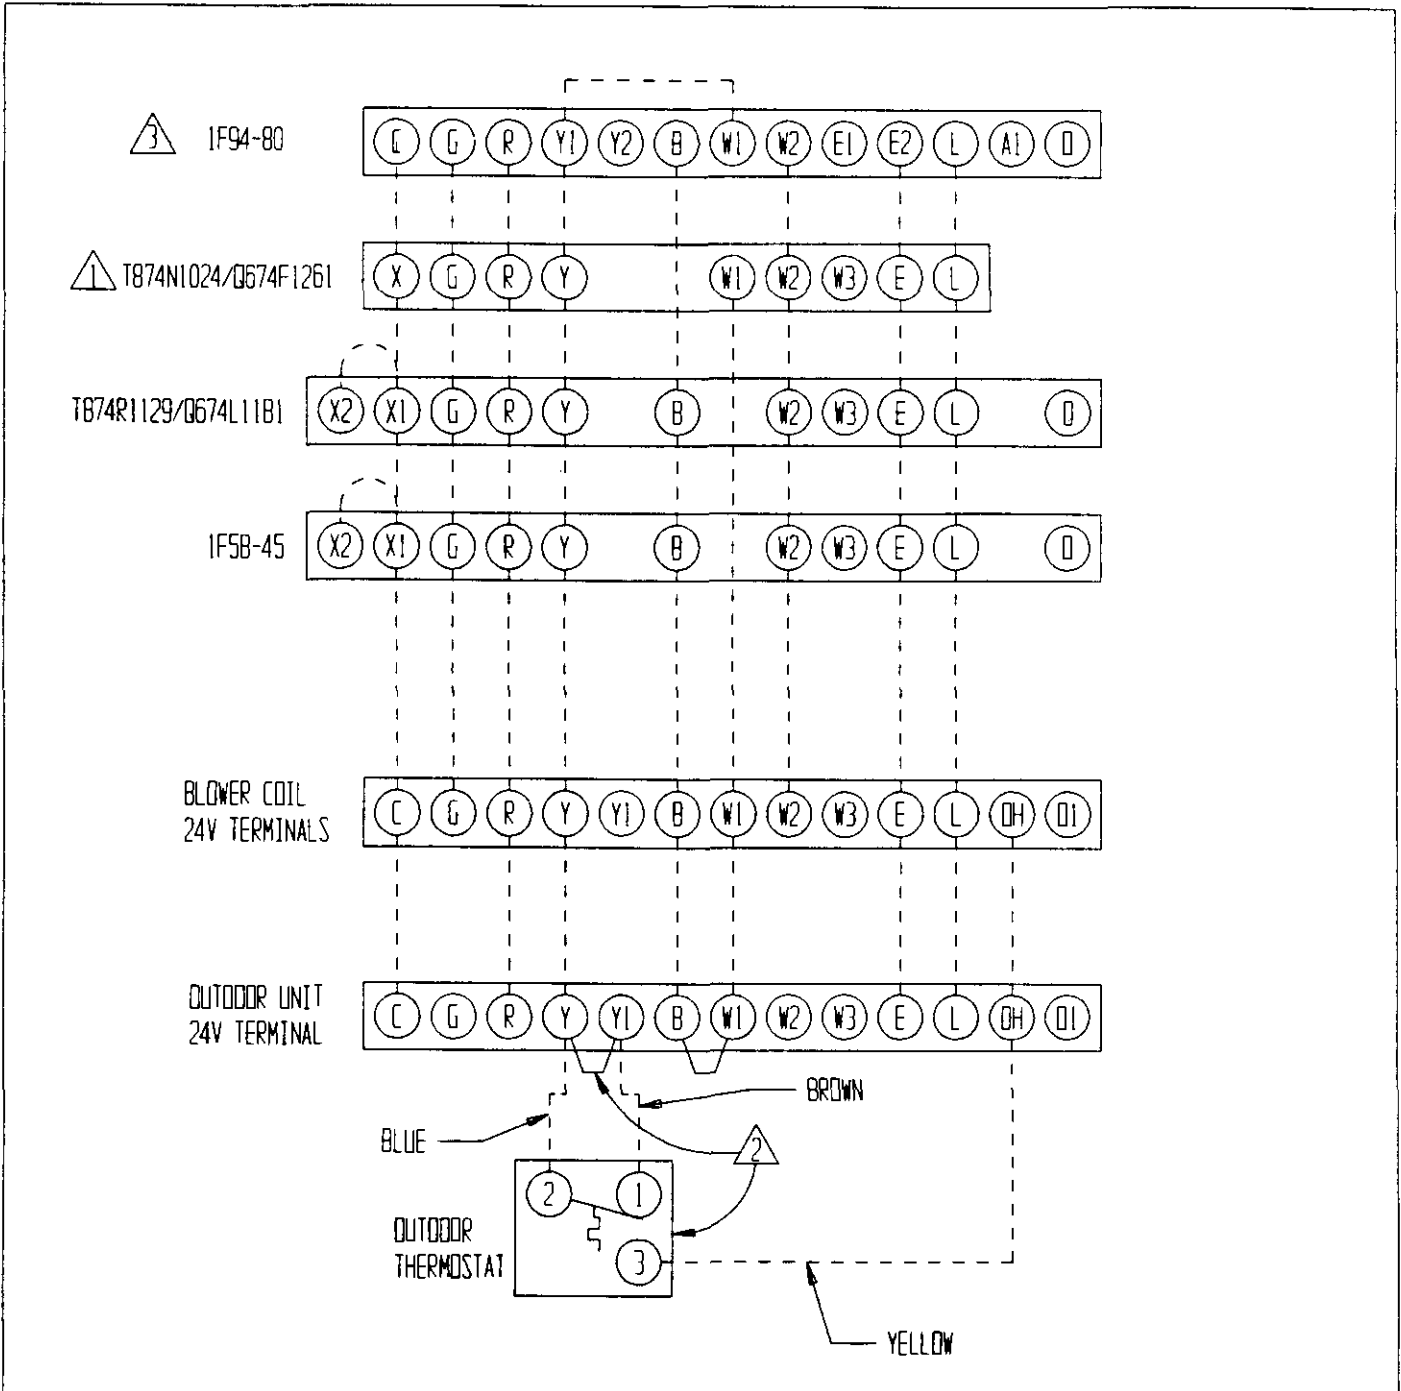 3 1F94-80 C G R Y1 Y2 B W1 W2 E1 E2 L A1 O
1 T874N1024/Q674F1261 X G R Y W1 W2 W3 E L
T874R1129/Q674L1181 X2 X1 G R Y B W2 W3 E L O
1F58-45 X2 X1 G R Y B W2 W3 E L O
BLOWER COIL
24V TERMINALS
C G R Y Y1 B W1 W2 W3 E L OH O1
OUTDOOR UNIT
24V TERMINAL
C G R Y Y1 B W1 W2 W3 E L OH O1
BROWN
BLUE
2
2 1
OUTDOOR
THERMOSTAT
3
YELLOW